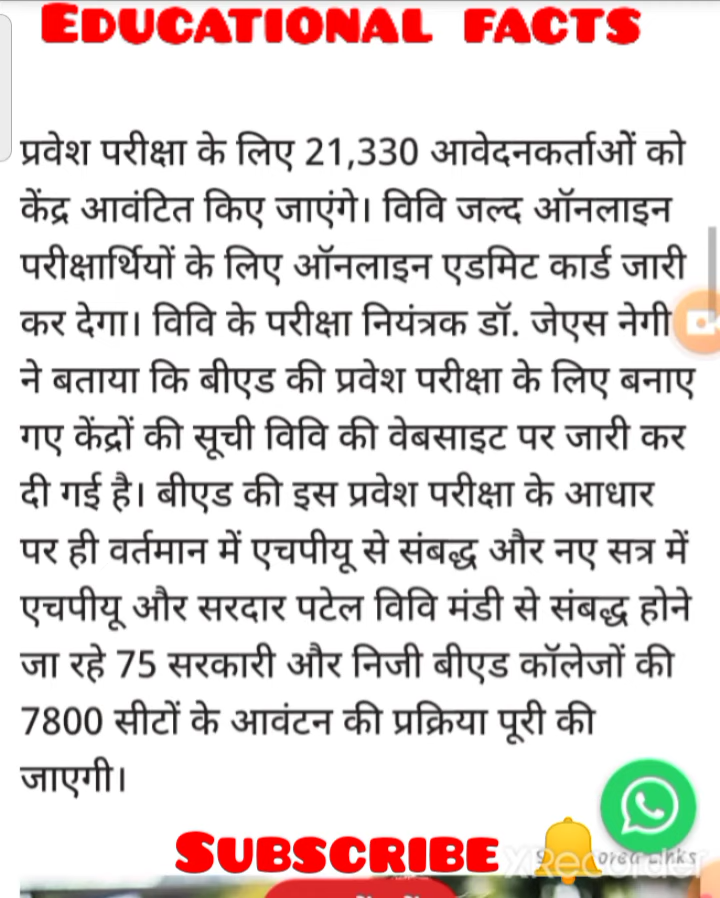 EDUCATIONAL FACTS
प्रवेश परीक्षा के लिए 21,330 आवेदनकर्ताओं को
केंद्र आवंटित किए जाएंगे। विवि जल्द ऑनलाइन
परीक्षार्थियों के लिए ऑनलाइन एडमिट कार्ड जारी
कर देगा। विवि के परीक्षा नियंत्रक डॉ. जेएस नेगी
ने बताया कि बीएड की प्रवेश परीक्षा के लिए बनाए
गए केंद्रों की सूची विवि की वेबसाइट पर जारी कर
दी गई है। बीएड की इस प्रवेश परीक्षा के आधार
पर ही वर्तमान में एचपीयू से संबद्ध और नए सत्र में
एचपीयू और सरदार पटेल विवि मंडी से संबद्ध होने
जा रहे 75 सरकारी और निजी बीएड कॉलेजों की
7800 सीटों के आवंटन की प्रक्रिया पूरी की
जाएगी।
SUBSCRIBE
XRecorder